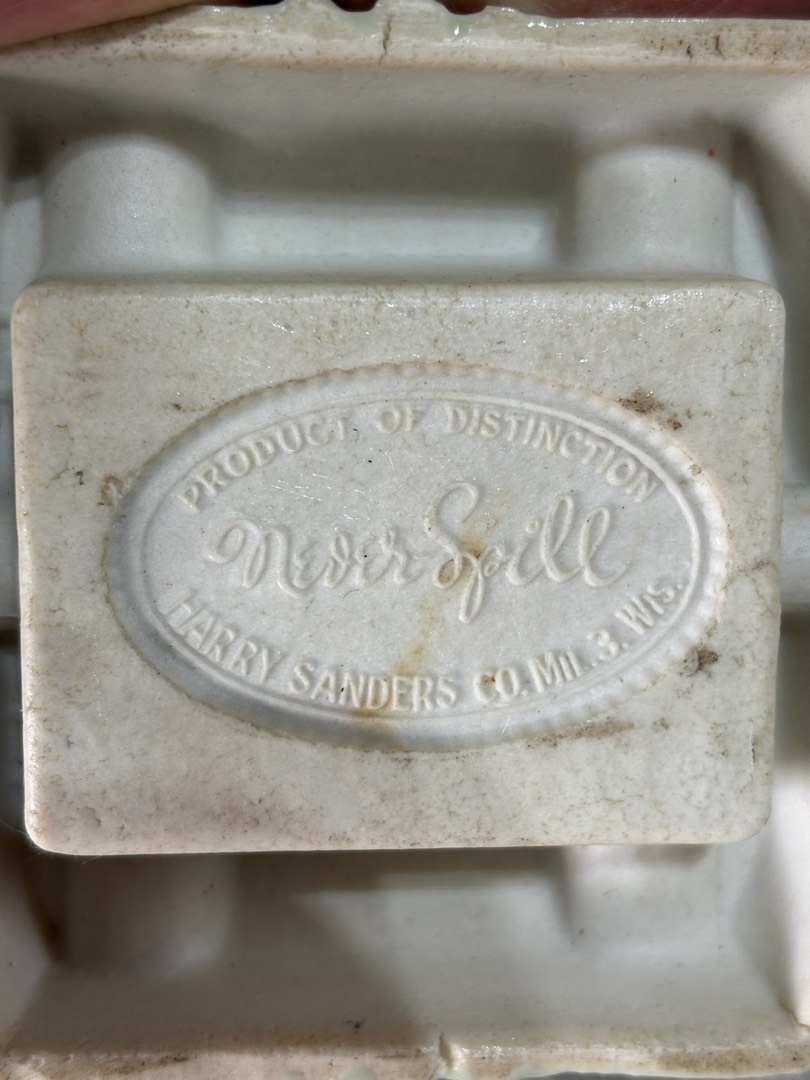 PRODUCT OF DISTINCTION
Never Spill
HARRY SANDERS CO. Mil. 3. WIS.